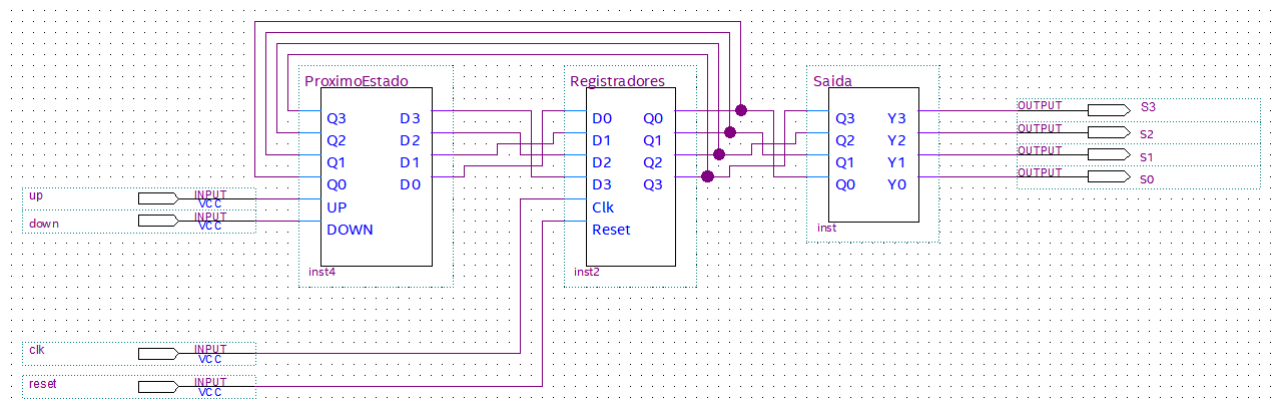 ProximoEstado
Q3 D3
Q2 D2
Q1 D1
Q0 D0
UP
DOWN
inst4
Registradores
D0 Q0
D1 Q1
D2 Q2
D3 Q3
Clk
Reset
inst2
Saida
Q3 Y3
Q2 Y2
Q1 Y1
Q0 Y0
inst
OUTPUT S3
OUTPUT S2
OUTPUT S1
OUTPUT S0
up INPUT
VCC
down INPUT
VCC
clk INPUT
VCC
reset INPUT
VCC